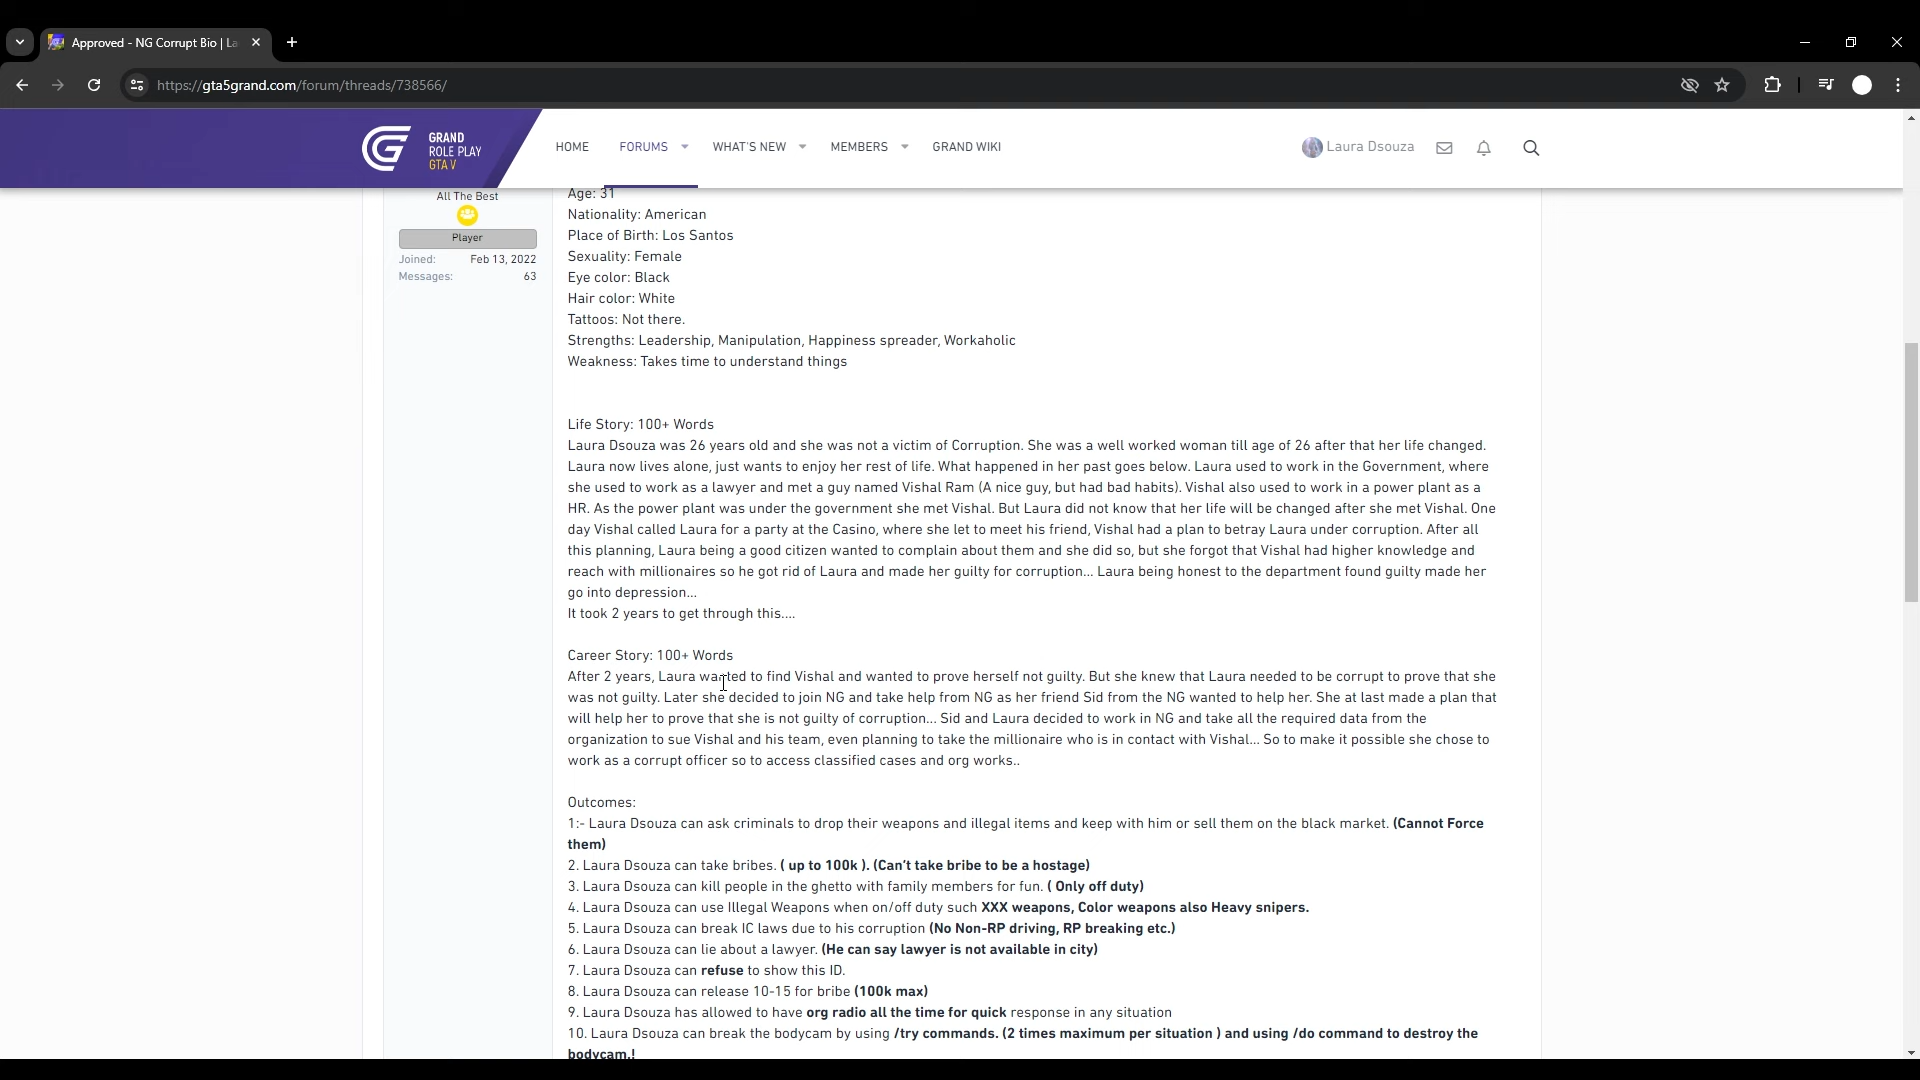 Approved - NG Corrupt Bio | La
https://gta5grand.com/forum/threads/738566/
GRAND
ROLE PLAY
GTA V
HOME
FORUMS
WHAT'S NEW
MEMBERS
GRAND WIKI
Laura Dsouza
All The Best
Player
Joined: Feb 13, 2022
Messages: 63
Age: 31
Nationality: American
Place of Birth: Los Santos
Sexuality: Female
Eye color: Black
Hair color: White
Tattoos: Not there.
Strengths: Leadership, Manipulation, Happiness spreader, Workaholic
Weakness: Takes time to understand things
Life Story: 100+ Words
Laura Dsouza was 26 years old and she was not a victim of Corruption. She was a well worked woman till age of 26 after that her life changed.
Laura now lives alone, just wants to enjoy her rest of life. What happened in her past goes below. Laura used to work in the Government, where
she used to work as a lawyer and met a guy named Vishal Ram (A nice guy, but had bad habits). Vishal also used to work in a power plant as a
HR. As the power plant was under the government she met Vishal. But Laura did not know that her life will be changed after she met Vishal. One
day Vishal called Laura for a party at the Casino, where she let to meet his friend, Vishal had a plan to betray Laura under corruption. After all
this planning, Laura being a good citizen wanted to complain about them and she did so, but she forgot that Vishal had higher knowledge and
reach with millionaires so he got rid of Laura and made her guilty for corruption... Laura being honest to the department found guilty made her
go into depression...
It took 2 years to get through this....
Career Story: 100+ Words
After 2 years, Laura wanted to find Vishal and wanted to prove herself not guilty. But she knew that Laura needed to be corrupt to prove that she
was not guilty. Later she decided to join NG and take help from NG as her friend Sid from the NG wanted to help her. She at last made a plan that
will help her to prove that she is not guilty of corruption... Sid and Laura decided to work in NG and take all the required data from the
organization to sue Vishal and his team, even planning to take the millionaire who is in contact with Vishal... So to make it possible she chose to
work as a corrupt officer so to access classified cases and org works..
Outcomes:
1:- Laura Dsouza can ask criminals to drop their weapons and illegal items and keep with him or sell them on the black market. (Cannot Force
them)
2. Laura Dsouza can take bribes. ( up to 100k ). (Can't take bribe to be a hostage)
3. Laura Dsouza can kill people in the ghetto with family members for fun. ( Only off duty)
4. Laura Dsouza can use Illegal Weapons when on/off duty such XXX weapons, Color weapons also Heavy snipers.
5. Laura Dsouza can break IC laws due to his corruption (No Non-RP driving, RP breaking etc.)
6. Laura Dsouza can lie about a lawyer. (He can say lawyer is not available in city)
7. Laura Dsouza can refuse to show this ID.
8. Laura Dsouza can release 10-15 for bribe (100k max)
9. Laura Dsouza has allowed to have org radio all the time for quick response in any situation
10. Laura Dsouza can break the bodycam by using /try commands. (2 times maximum per situation ) and using /do command to destroy the
bodycam.!